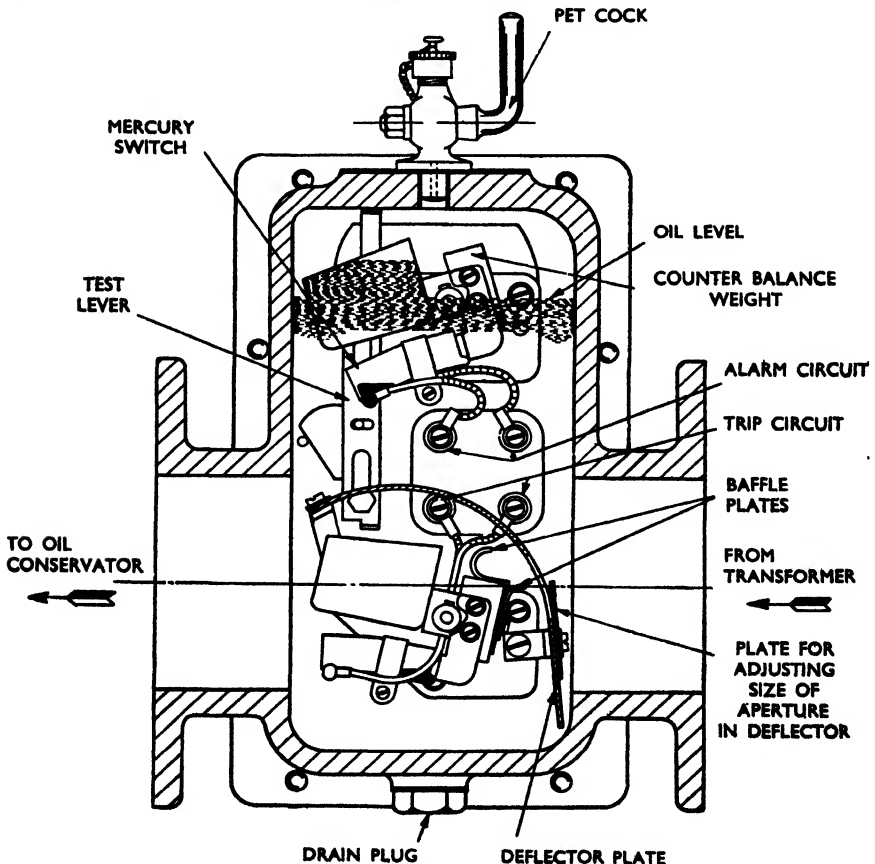 PET COCK
MERCURY
SWITCH
OIL LEVEL
TEST
LEVER
COUNTER BALANCE
WEIGHT
ALARM CIRCUIT
TRIP CIRCUIT
BAFFLE
PLATES
TO OIL
CONSERVATOR
FROM
TRANSFORMER
PLATE FOR
ADJUSTING
SIZE OF
APERTURE
IN DEFLECTOR
DRAIN PLUG
DEFLECTOR PLATE